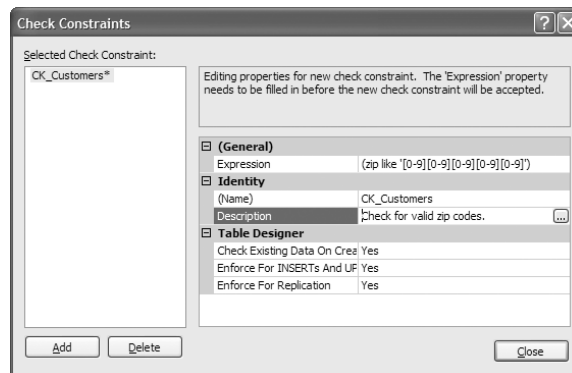 Check Constraints
Selected Check Constraint:
CK_Customers*
Editing properties for new check constraint. The 'Expression' property
needs to be filled in before the new check constraint will be accepted.
(General)
Expression (zip like '[0-9][0-9][0-9][0-9][0-9]')
Identity
(Name) CK_Customers
Description Check for valid zip codes. ...
Table Designer
Check Existing Data On Crea Yes
Enforce For INSERTs And UP Yes
Enforce For Replication Yes
Add Delete
Close